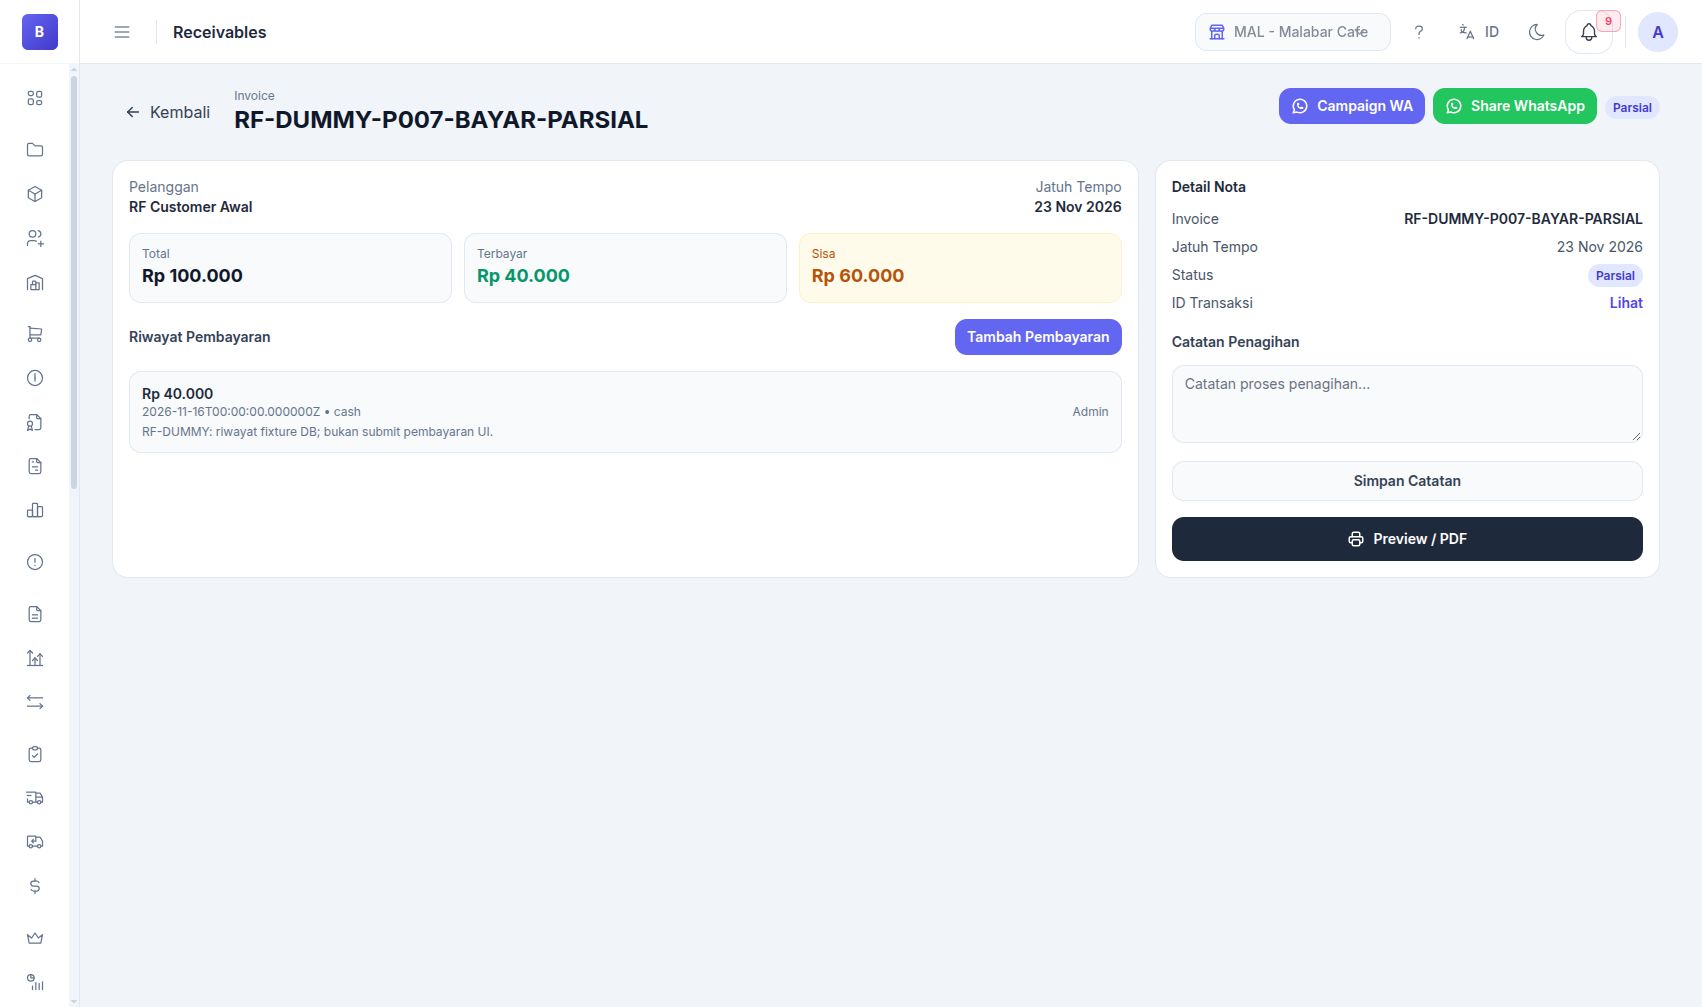 B
Receivables
MAL - Malabar Cafe
?
ID
9
A
Kembali
Invoice
RF-DUMMY-P007-BAYAR-PARSIAL
Campaign WA
Share WhatsApp
Parsial
Pelanggan
Jatuh Tempo
RF Customer Awal
23 Nov 2026
Total
Rp 100.000
Terbayar
Rp 40.000
Sisa
Rp 60.000
Riwayat Pembayaran
Tambah Pembayaran
Rp 40.000
2026-11-16T00:00:00.000000Z • cash
Admin
RF-DUMMY: riwayat fixture DB; bukan submit pembayaran UI.
Detail Nota
Invoice RF-DUMMY-P007-BAYAR-PARSIAL
Jatuh Tempo 23 Nov 2026
Status Parsial
ID Transaksi Lihat
Catatan Penagihan
Catatan proses penagihan...
Simpan Catatan
Preview / PDF